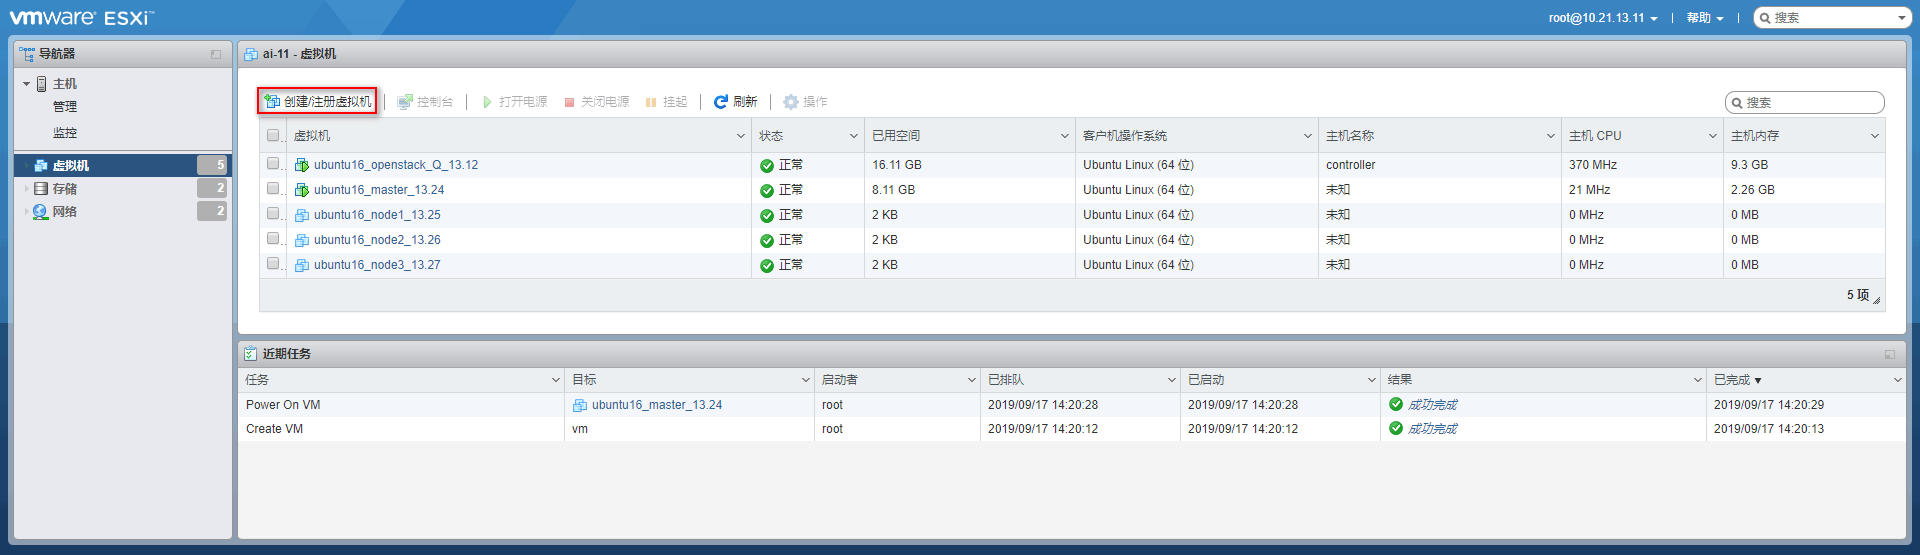 vmware ESXi™
root@10.21.13.11 | 帮助 | 搜索
导航器
主机
管理
监控
虚拟机 5
存储 2
网络 2
ai-11 - 虚拟机
创建/注册虚拟机 | 控制台 | 打开电源 关闭电源 挂起 | 刷新 | 操作
搜索
虚拟机 状态 已用空间 客户机操作系统 主机名称 主机 CPU 主机内存
ubuntu16_openstack_Q_13.12 正常 16.11 GB Ubuntu Linux (64 位) controller 370 MHz 9.3 GB
ubuntu16_master_13.24 正常 8.11 GB Ubuntu Linux (64 位) 未知 21 MHz 2.26 GB
ubuntu16_node1_13.25 正常 2 KB Ubuntu Linux (64 位) 未知 0 MHz 0 MB
ubuntu16_node2_13.26 正常 2 KB Ubuntu Linux (64 位) 未知 0 MHz 0 MB
ubuntu16_node3_13.27 正常 2 KB Ubuntu Linux (64 位) 未知 0 MHz 0 MB
5 项
近期任务
任务 目标 启动者 已排队 已启动 结果 已完成
Power On VM ubuntu16_master_13.24 root 2019/09/17 14:20:28 2019/09/17 14:20:28 成功完成 2019/09/17 14:20:29
Create VM vm root 2019/09/17 14:20:12 2019/09/17 14:20:12 成功完成 2019/09/17 14:20:13